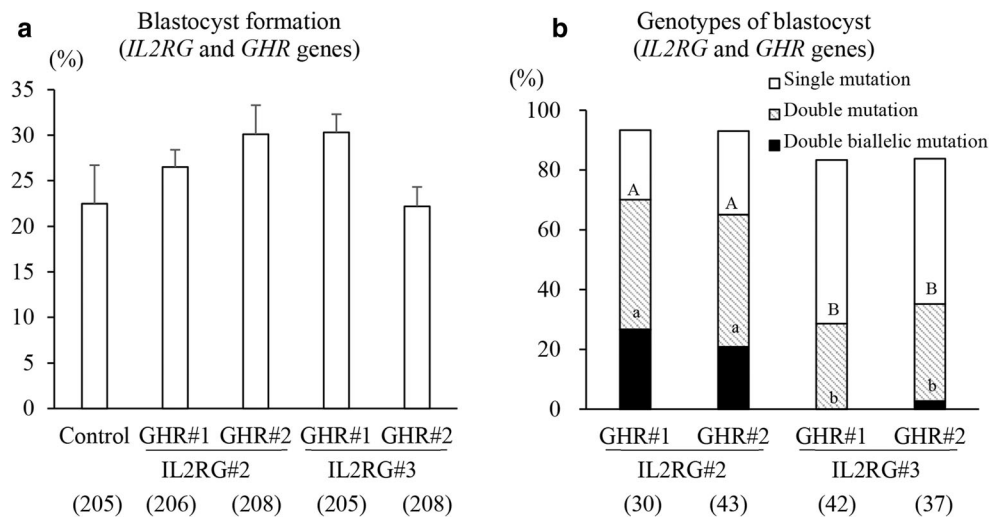 a
Blastocyst formation
(IL2RG and GHR genes)
(%)
35
30
25
20
15
10
5
0
Control GHR#1 GHR#2 GHR#1 GHR#2
IL2RG#2 IL2RG#3
(205) (206) (208) (205) (208)
b
Genotypes of blastocyst
(IL2RG and GHR genes)
(%)
Single mutation
Double mutation
Double biallelic mutation
100
80
60
40
20
0
A A B B
a a b b
GHR#1 GHR#2 GHR#1 GHR#2
IL2RG#2 IL2RG#3
(30) (43) (42) (37)